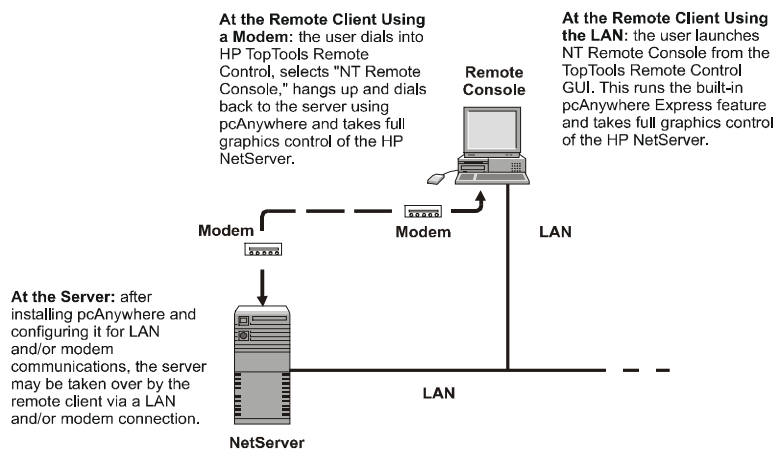 At the Remote Client Using
a Modem: the user dials into
HP TopTools Remote
Control, selects "NT Remote
Console," hangs up and dials
back to the server using
pcAnywhere and takes full
graphics control of the HP
NetServer.
Remote
Console
At the Remote Client Using
the LAN: the user launches
NT Remote Console from the
TopTools Remote Control
GUI. This runs the built-in
pcAnywhere Express feature
and takes full graphics control
of the HP NetServer.
Modem
Modem
LAN
At the Server: after
installing pcAnywhere and
configuring it for LAN
and/or modem
communications, the server
may be taken over by the
remote client via a LAN
and/or modem connection.
LAN
NetServer